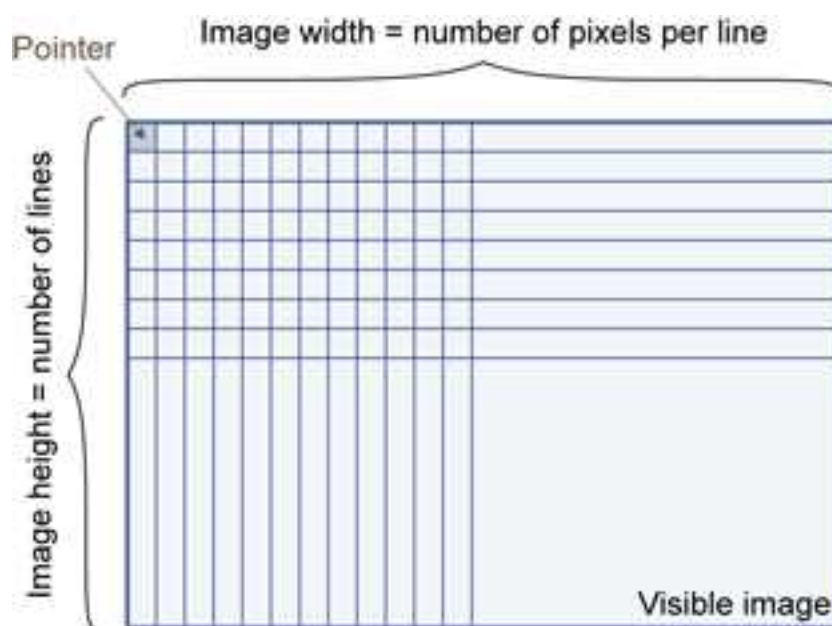 Image width = number of pixels per line
Pointer
Image height = number of lines
Visible image